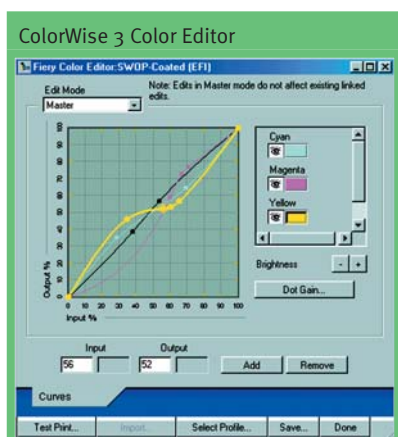 ColorWise 3 Color Editor
Fiery Color Editor:SWOP-Coated (EFI)
Edit Mode
Master
Note: Edits in Master mode do not affect existing linked
edits.
Cyan
Magenta
Yellow
Brightness
- +
Dot Gain...
Output %
0 10 20 30 40 50 60 70 80 90 100
Input %
Input Output
56 52 Add Remove
Curves
Test Print... Import... Select Profile... Save... Done